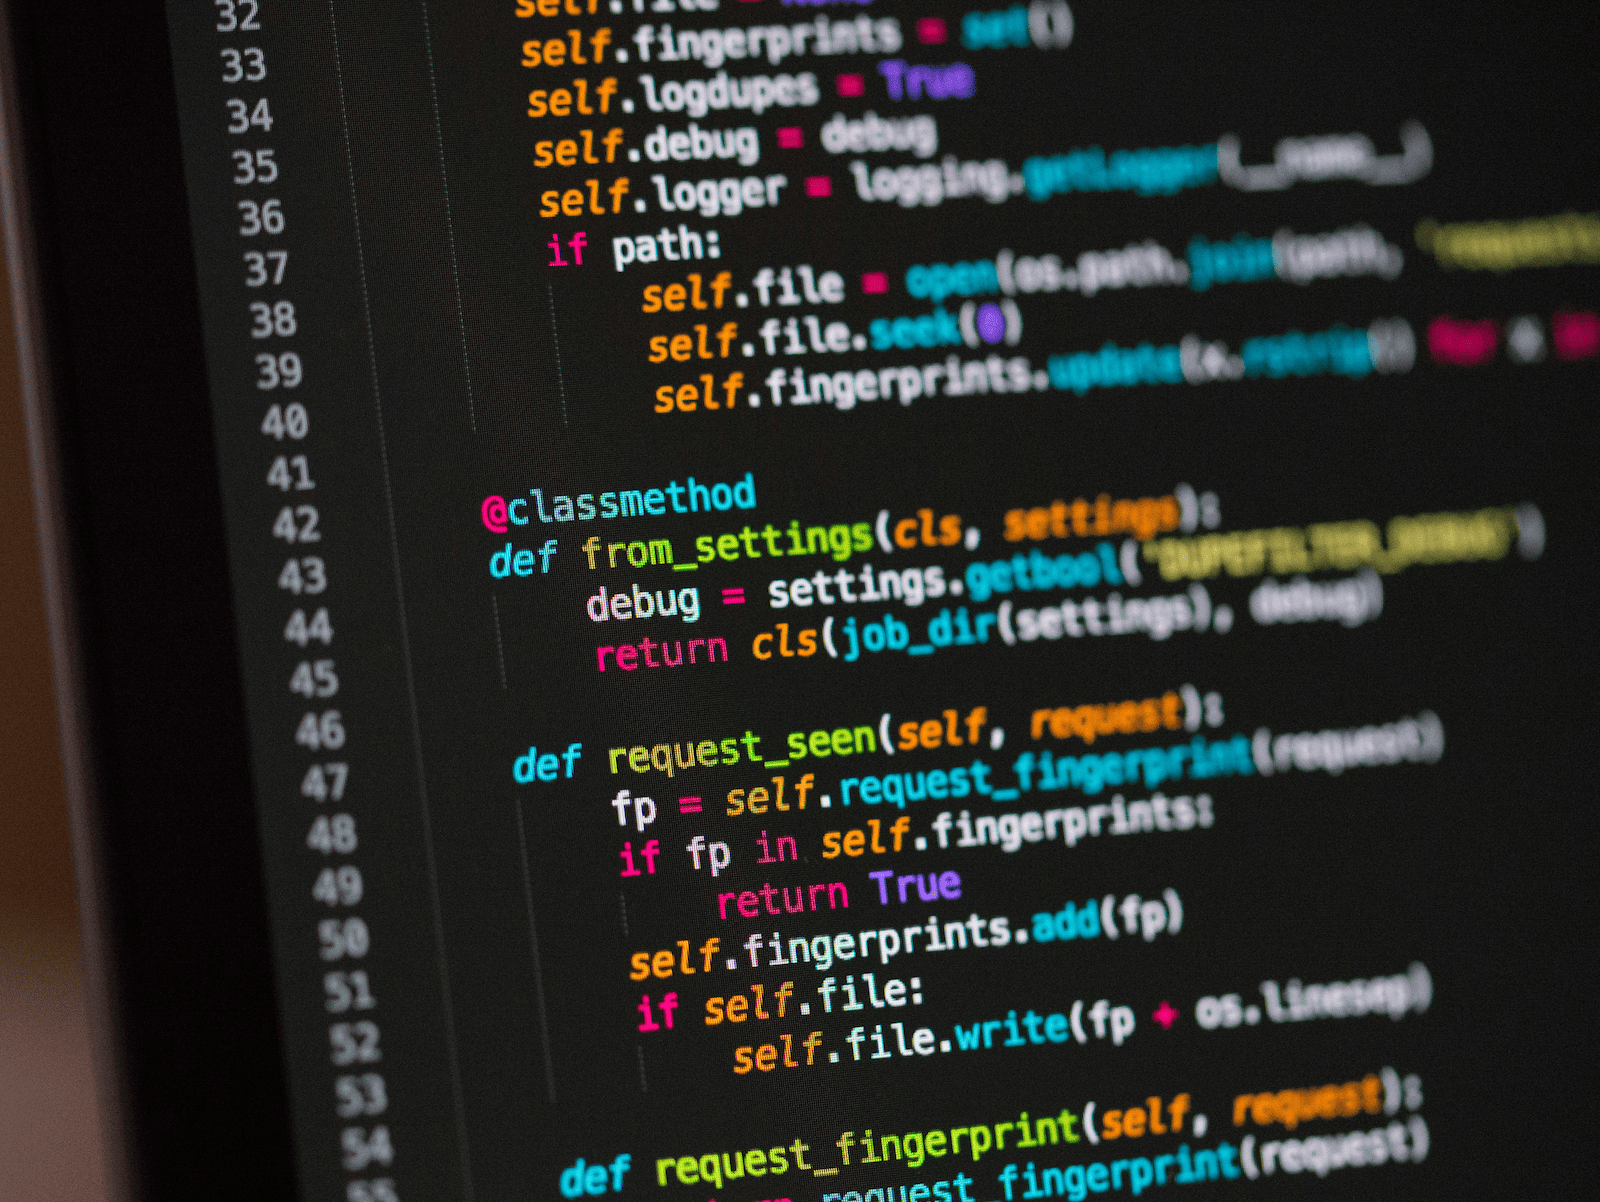 32 self.file = None
33 self.fingerprints = set()
34 self.logdupes = True
35 self.debug = debug
36 self.logger = logging.getLogger(__name__)
37 if path:
38 self.file = open(os.path.join(path,
39 self.file.seek(0)
40 self.fingerprints.update(x.rstrip() for x in
41
42 @classmethod
43 def from_settings(cls, settings):
44 debug = settings.getbool('DUPEFILTER_DEBUG')
45 return cls(job_dir(settings), debug)
46
47 def request_seen(self, request):
48 fp = self.request_fingerprint(request)
49 if fp in self.fingerprints:
50 return True
51 self.fingerprints.add(fp)
52 if self.file:
53 self.file.write(fp + os.linesep)
54
55 def request_fingerprint(self, request):
return request_fingerprint(request)